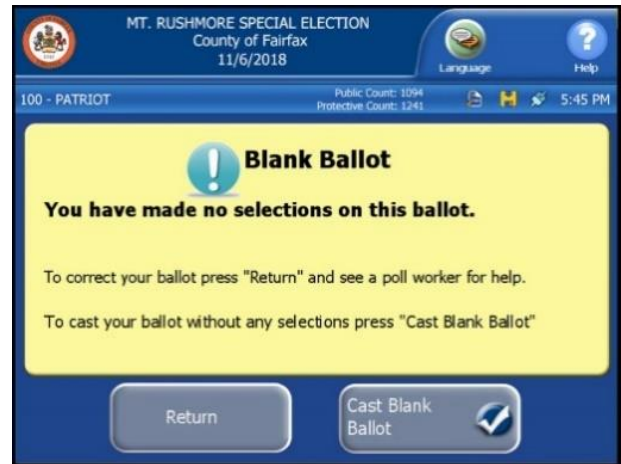 MT. RUSHMORE SPECIAL ELECTION
County of Fairfax
11/6/2018
Language
Help
100 - PATRIOT
Public Count: 1094
Protective Count: 1241
5:45 PM
Blank Ballot
You have made no selections on this ballot.
To correct your ballot press "Return" and see a poll worker for help.
To cast your ballot without any selections press "Cast Blank Ballot"
Return
Cast Blank
Ballot